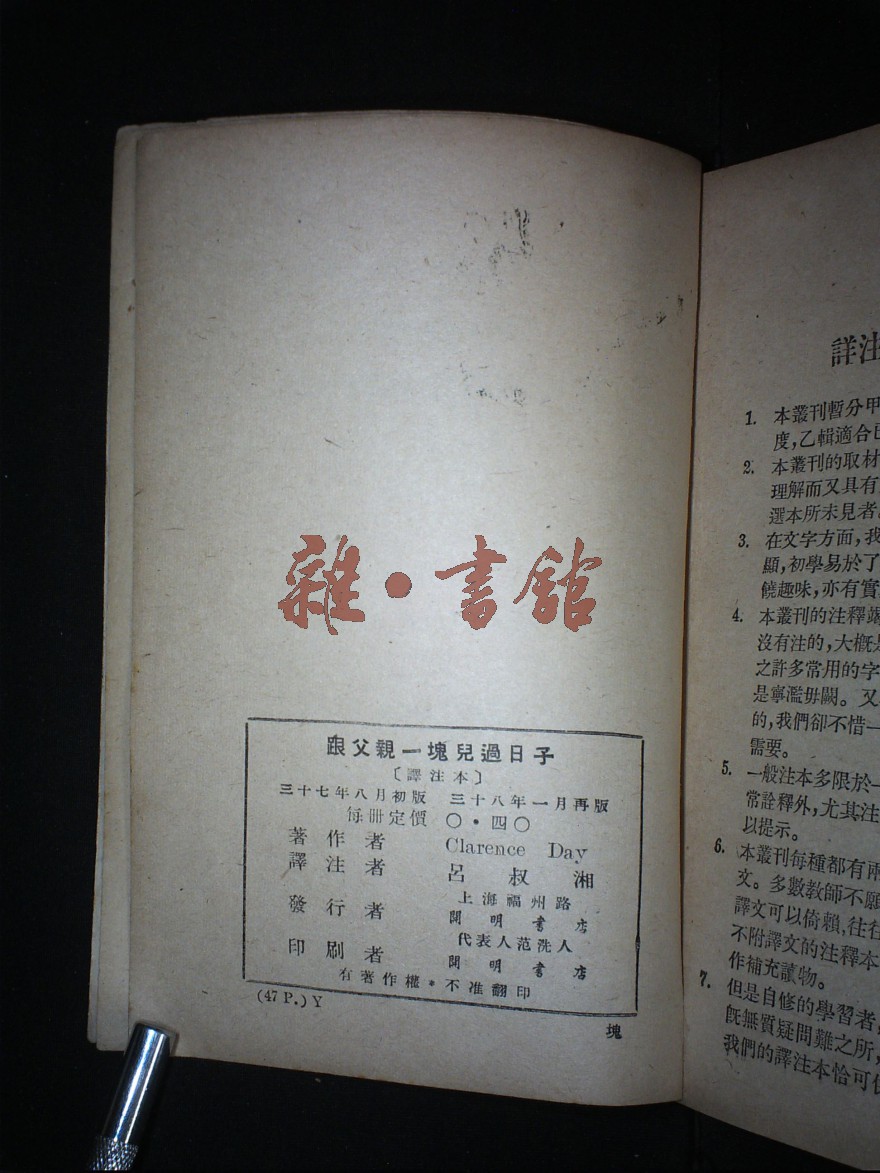 雜·書舘
跟父親一塊兒過日子
〔譯注本〕
三十七年八月初版 三十八年一月再版
每冊定價 〇·四〇
著作者 Clarence Day
譯注者 呂叔湘
發行者 上海福州路
開明書店
代表人范洗人
印刷者 開明書店
有著作權*不准翻印
(47 P.) Y
塊
詳注
1. 本叢刊暫分甲
度,乙輯適合已
2. 本叢刊的取材
理解而又具有
選本所未見者
3. 在文字方面,我
顯,初學易於了
饒趣味,亦有實
4. 本叢刊的注釋竭
沒有注的,大概是
之許多常用的字
是寧濫毋闕。又
的,我們卻不惜一
需要。
5. 一般注本多限於一
常詮釋外,尤其注
以提示。
6. 本叢刊每種都有兩
文。多數教師不願
譯文可以倚賴,往往
不附譯文的注釋本
作補充讀物。
7. 但是自修的學習者,
旣無質疑問難之所,
我們的譯注本恰可